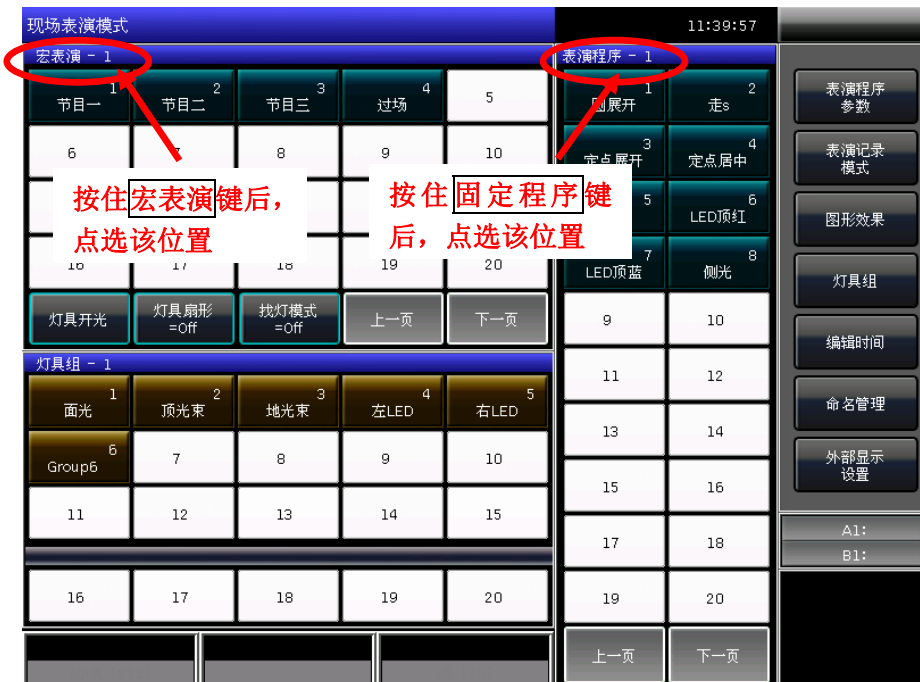 现场表演模式
11:39:57
宏表演 - 1
1
节目一
2
节目二
3
节目三
4
过场
5
6
7
8
9
10
16
17
18
19
20
灯具开光
灯具扇形
=Off
找灯模式
=Off
上一页
下一页
按住宏表演键后，
点选该位置
灯具组 - 1
1
面光
2
顶光束
3
地光束
4
左LED
5
右LED
6
Group6
7
8
9
10
11
12
13
14
15
16
17
18
19
20
表演程序 - 1
1
圆展开
2
走s
3
定点展开
4
定点居中
5
6
LED顶红
7
LED顶蓝
8
侧光
9
10
11
12
13
14
15
16
17
18
19
20
上一页
下一页
按住固定程序键
后，点选该位置
表演程序
参数
表演记录
模式
图形效果
灯具组
编辑时间
命名管理
外部显示
设置
A1:
B1: